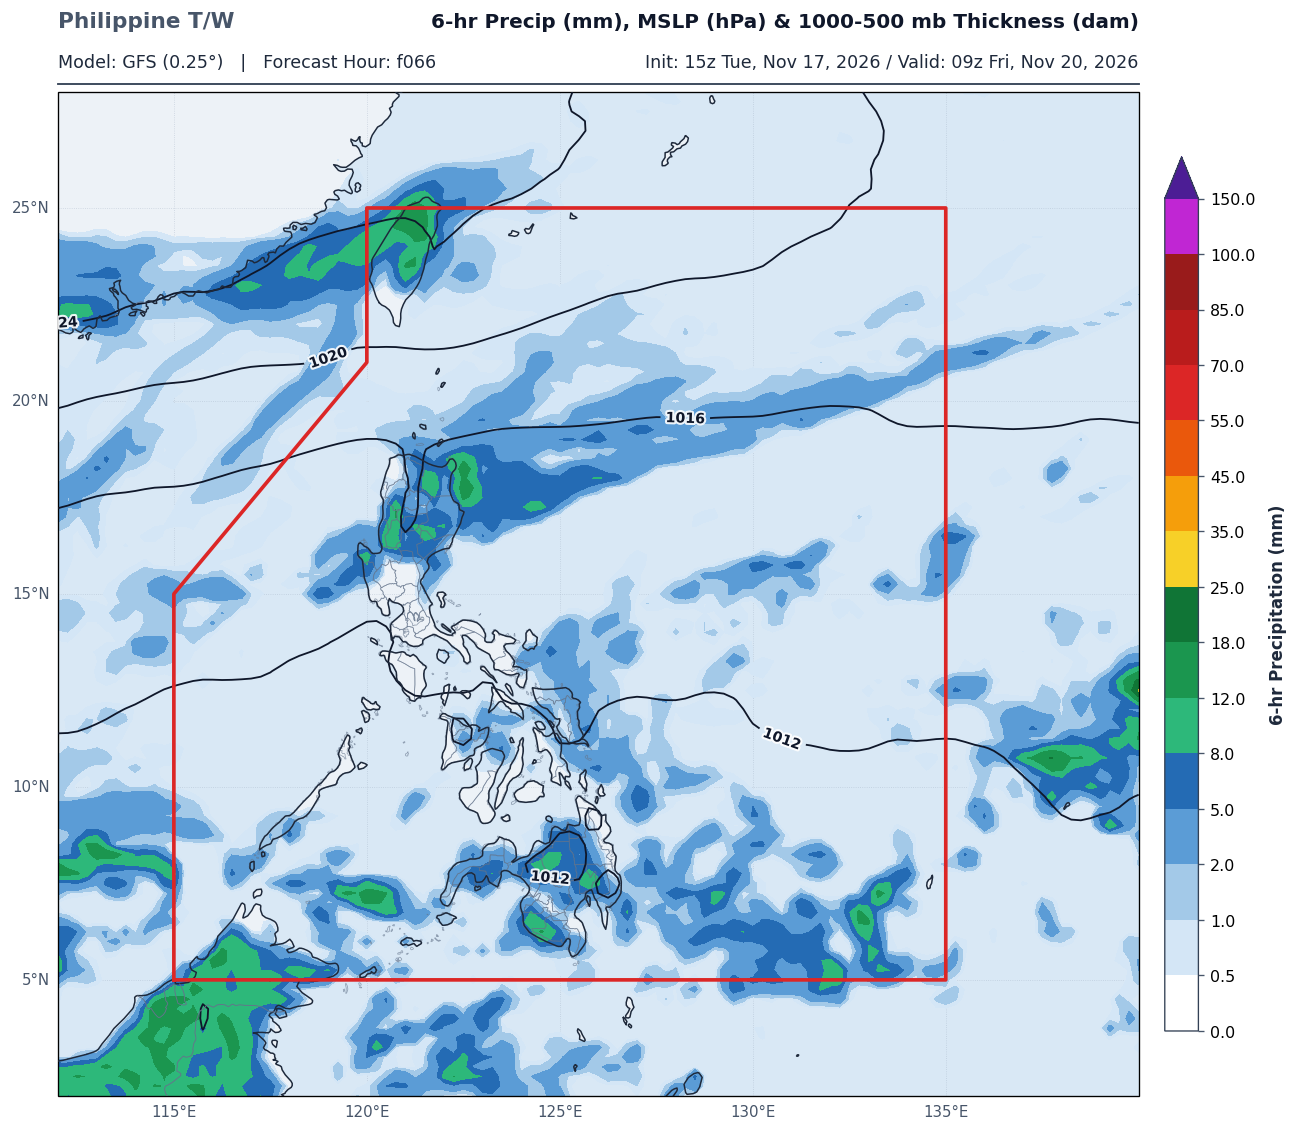 Philippine T/W
6-hr Precip (mm), MSLP (hPa) & 1000-500 mb Thickness (dam)
Model: GFS (0.25°) | Forecast Hour: f066
Init: 15z Tue, Nov 17, 2026 / Valid: 09z Fri, Nov 20, 2026
25°N
20°N
15°N
10°N
5°N
24
1020
1016
1012
1012
115°E
120°E
125°E
130°E
135°E
150.0
100.0
85.0
70.0
55.0
45.0
35.0
25.0
18.0
12.0
8.0
5.0
2.0
1.0
0.5
0.0
6-hr Precipitation (mm)